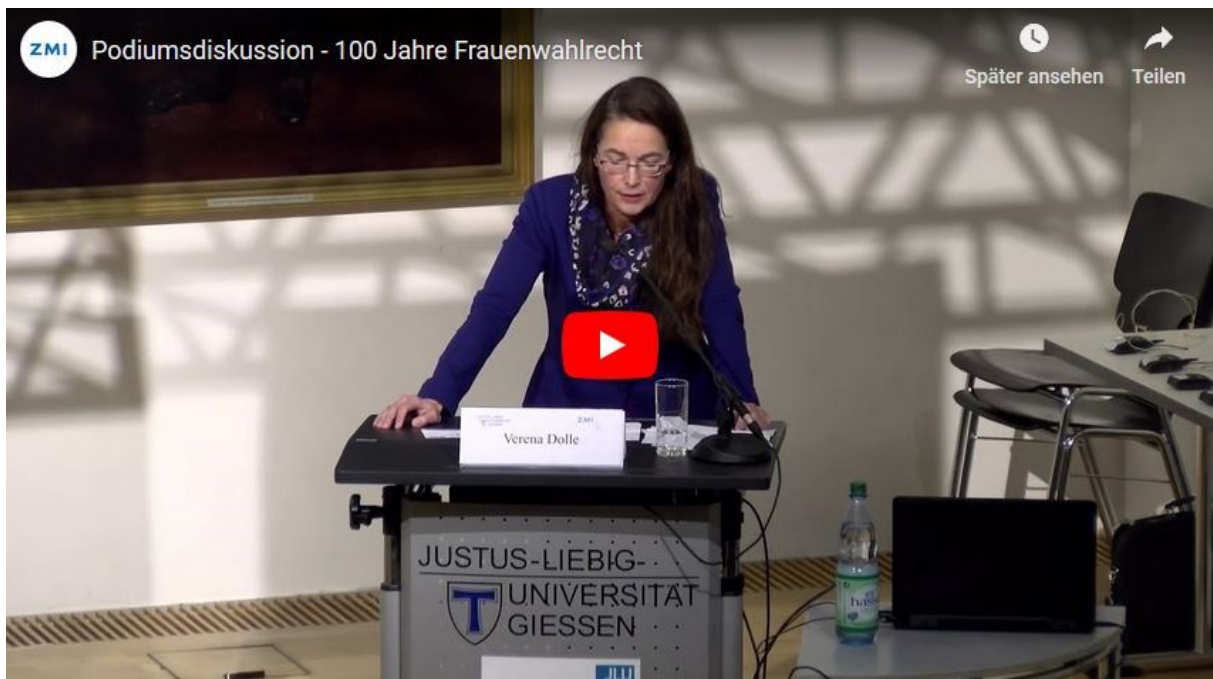 ZMI
Podiumsdiskussion - 100 Jahre Frauenwahlrecht
Später ansehen
Teilen
ZMI
Verena Dolle
JUSTUS-LIEBIG-
UNIVERSITÄT
GIESSEN
JLU